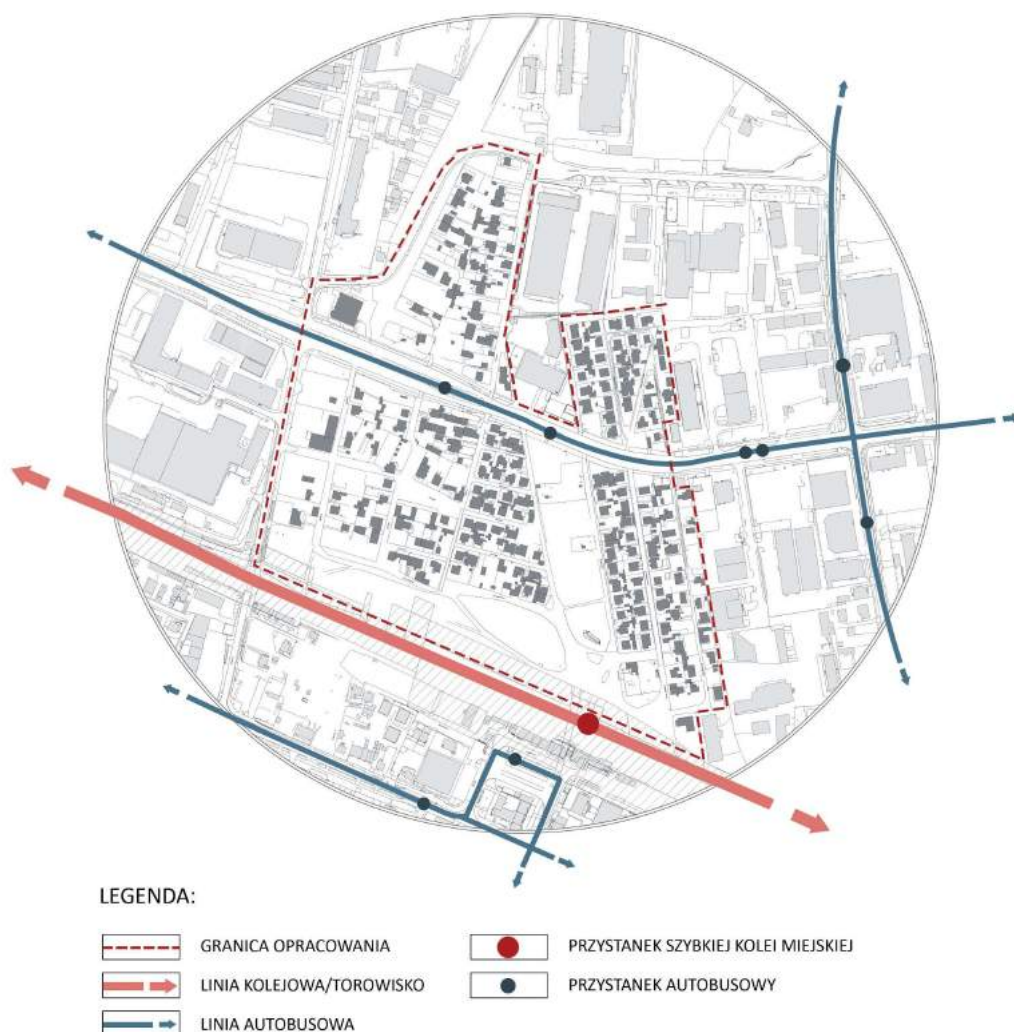 LEGENDA:
GRANICA OPRACOWANIA
LINIA KOLEJOWA/TOROWISKO
LINIA AUTOBUSOWA
PRZYSTANEK SZYBKIEJ KOLEI MIEJSKIEJ
PRZYSTANEK AUTOBUSOWY